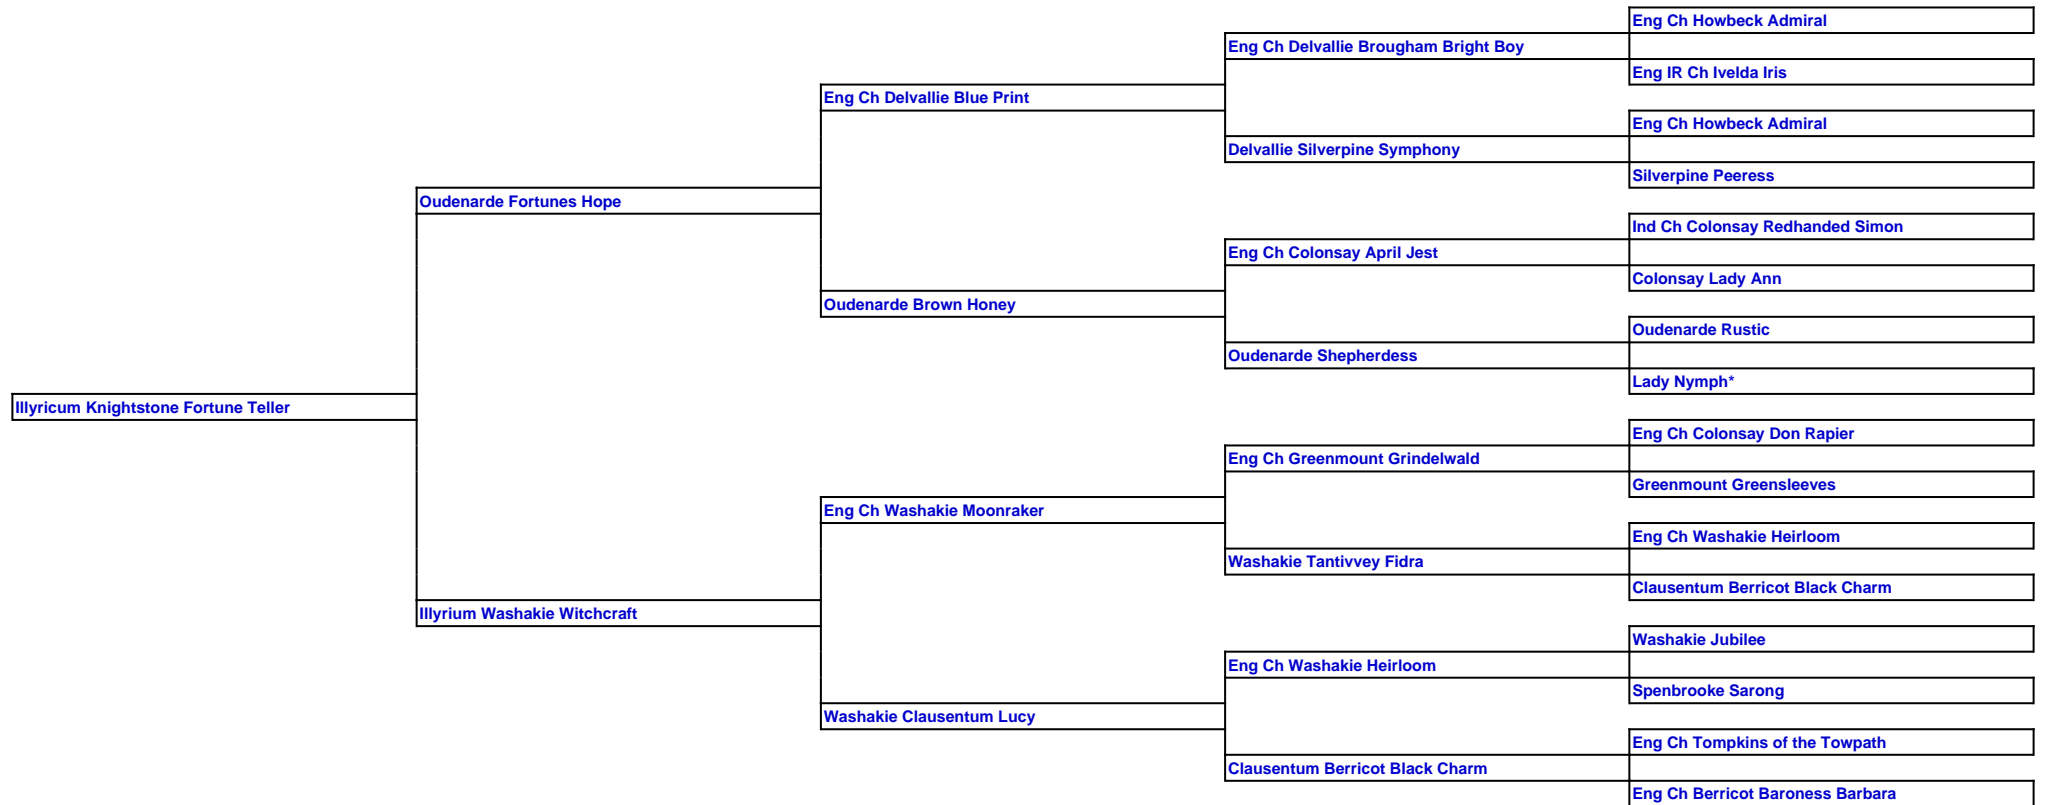 Eng Ch Howbeck Admiral
Eng Ch Delvallie Brougham Bright Boy
Eng IR Ch Ivelda Iris
Eng Ch Delvallie Blue Print
Eng Ch Howbeck Admiral
Delvallie Silverpine Symphony
Silverpine Peeress
Oudenarde Fortunes Hope
Ind Ch Colonsay Redhanded Simon
Eng Ch Colonsay April Jest
Colonsay Lady Ann
Oudenarde Brown Honey
Oudenarde Rustic
Oudenarde Shepherdess
Lady Nymph*
Illyricum Knightstone Fortune Teller
Eng Ch Colonsay Don Rapier
Eng Ch Greenmount Grindelwald
Greenmount Greensleeves
Eng Ch Washakie Moonraker
Eng Ch Washakie Heirloom
Washakie Tantivvey Fidra
Clausentum Berricot Black Charm
Illyrium Washakie Witchcraft
Washakie Jubilee
Eng Ch Washakie Heirloom
Spenbrooke Sarong
Washakie Clausentum Lucy
Eng Ch Tompkins of the Towpath
Clausentum Berricot Black Charm
Eng Ch Berricot Baroness Barbara